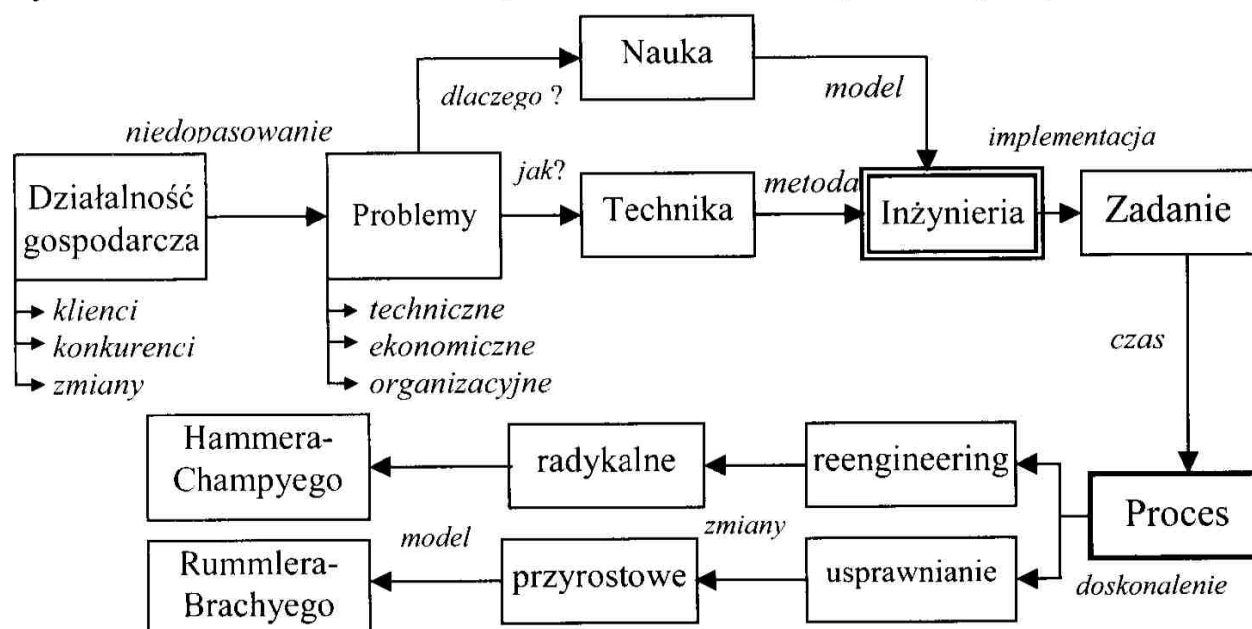 Nauka
dlaczego ?
model
niedopasowanie
implementacja
Działalność
gospodarcza
Problemy
jak?
Technika
metoda
Inżynieria
Zadanie
klienci
konkurenci
zmiany
techniczne
ekonomiczne
organizacyjne
czas
Hammera-
Champyego
radykalne
reengineering
Proces
model
zmiany
Rummlera-
Brachyego
przyrostowe
usprawnianie
doskonalenie